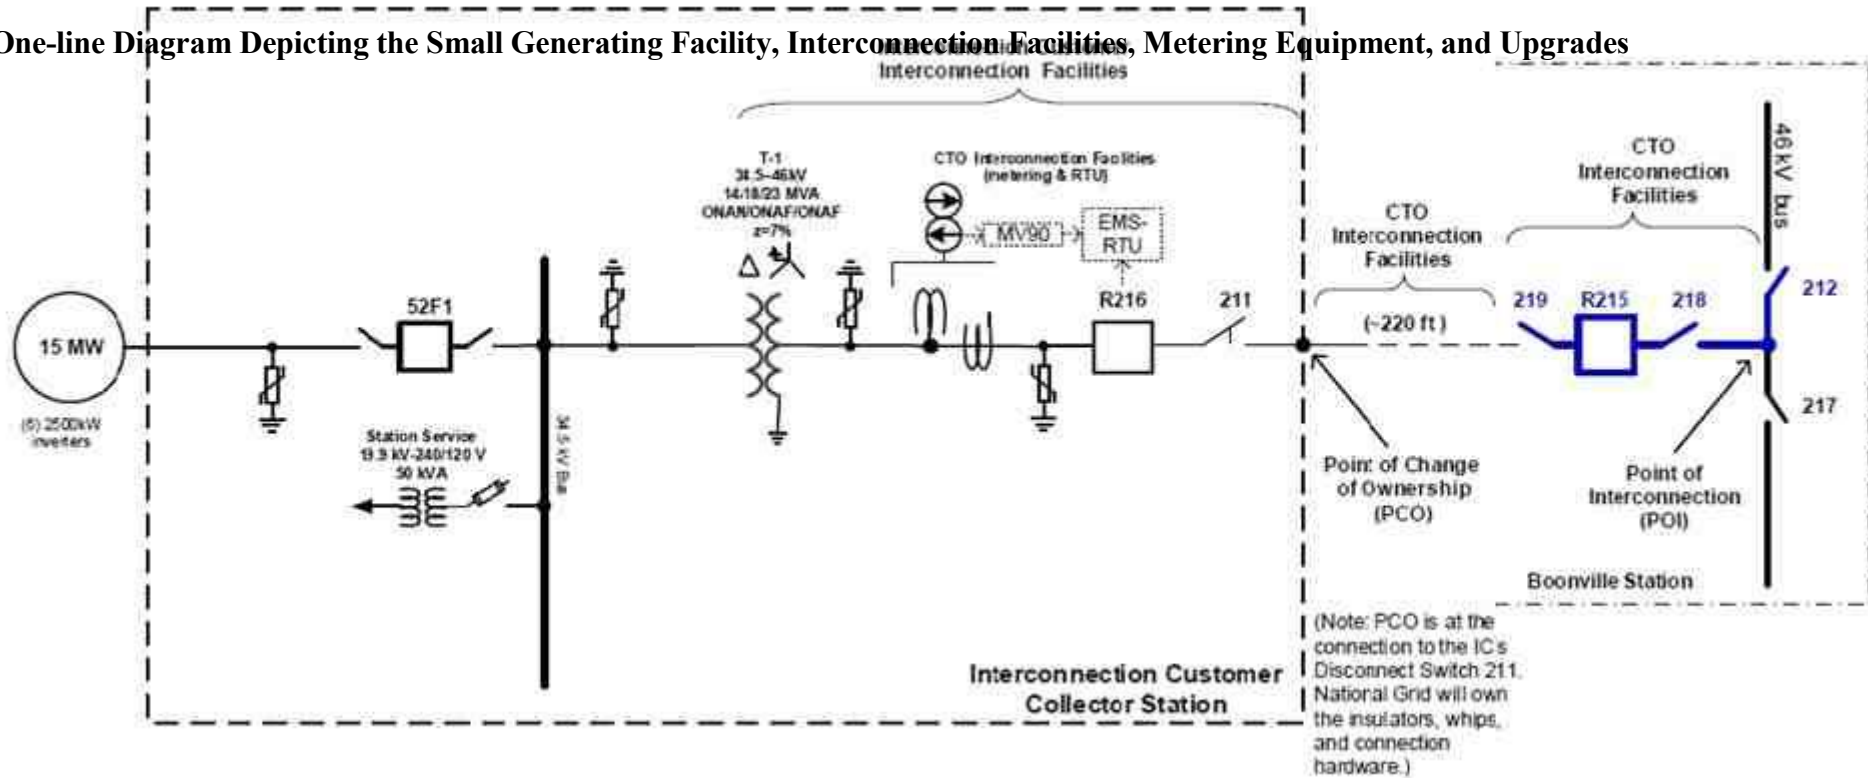 One-line Diagram Depicting the Small Generating Facility, Interconnection Facilities, Metering Equipment, and Upgrades
Interconnection Customer
Interconnection Facilities
T-1
34.5-46kV
14/18/23 MVA
ONAN/ONAF/ONAF
z=7%
CTO Interconnection Facilities
(metering & RTU)
MV90
EMS-
RTU
CTO
Interconnection
Facilities
CTO
Interconnection
Facilities
46 kV bus
15 MW
(6) 2500kW
inverters
52F1
R216
211
(~220 ft )
219
R215
218
212
217
Station Service
19.9 kV-240/120 V
50 kVA
34.5 kV Bus
Point of Change
of Ownership
(PCO)
Point of
Interconnection
(POI)
Boonville Station
Interconnection Customer
Collector Station
(Note: PCO is at the
connection to the IC's
Disconnect Switch 211.
National Grid will own
the insulators, whips,
and connection
hardware.)